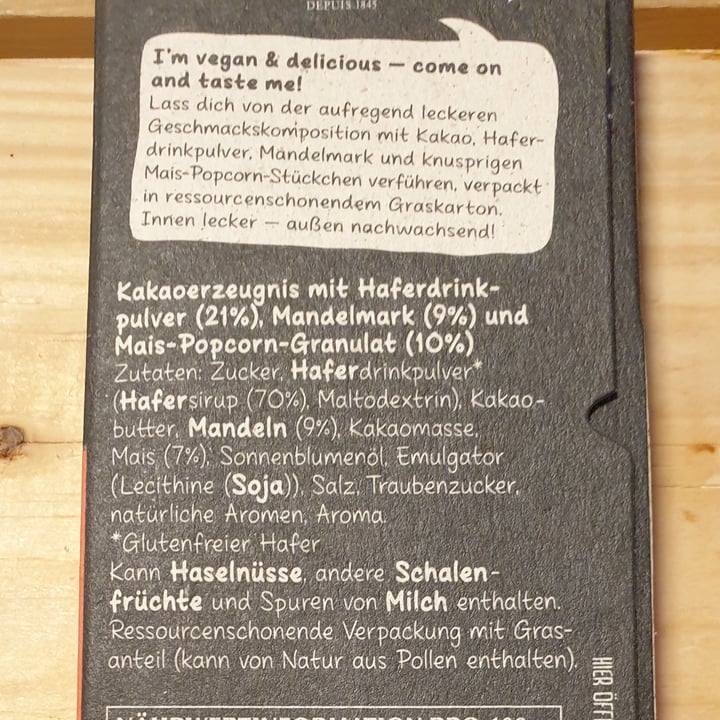 DEPUIS 1845
I'm vegan & delicious – come on
and taste me!
Lass dich von der aufregend leckeren
Geschmackskomposition mit Kakao, Hafer-
drinkpulver, Mandelmark und knusprigen
Mais-Popcorn-Stückchen verführen, verpackt
in ressourcenschonendem Graskarton.
Innen lecker – außen nachwachsend!
Kakaoerzeugnis mit Haferdrink-
pulver (21%), Mandelmark (9%) und
Mais-Popcorn-Granulat (10%)
Zutaten: Zucker, Haferdrinkpulver*
(Hafersirup (70%), Maltodextrin), Kakao-
butter, Mandeln (9%), Kakaomasse,
Mais (7%), Sonnenblumenöl, Emulgator
(Lecithine (Soja)), Salz, Traubenzucker,
natürliche Aromen, Aroma.
*Glutenfreier Hafer
Kann Haselnüsse, andere Schalen-
früchte und Spuren von Milch enthalten.
Ressourcenschonende Verpackung mit Gras-
anteil (kann von Natur aus Pollen enthalten).
HIER ÖFF
NÄHRWERTINFORMATION PRO 100